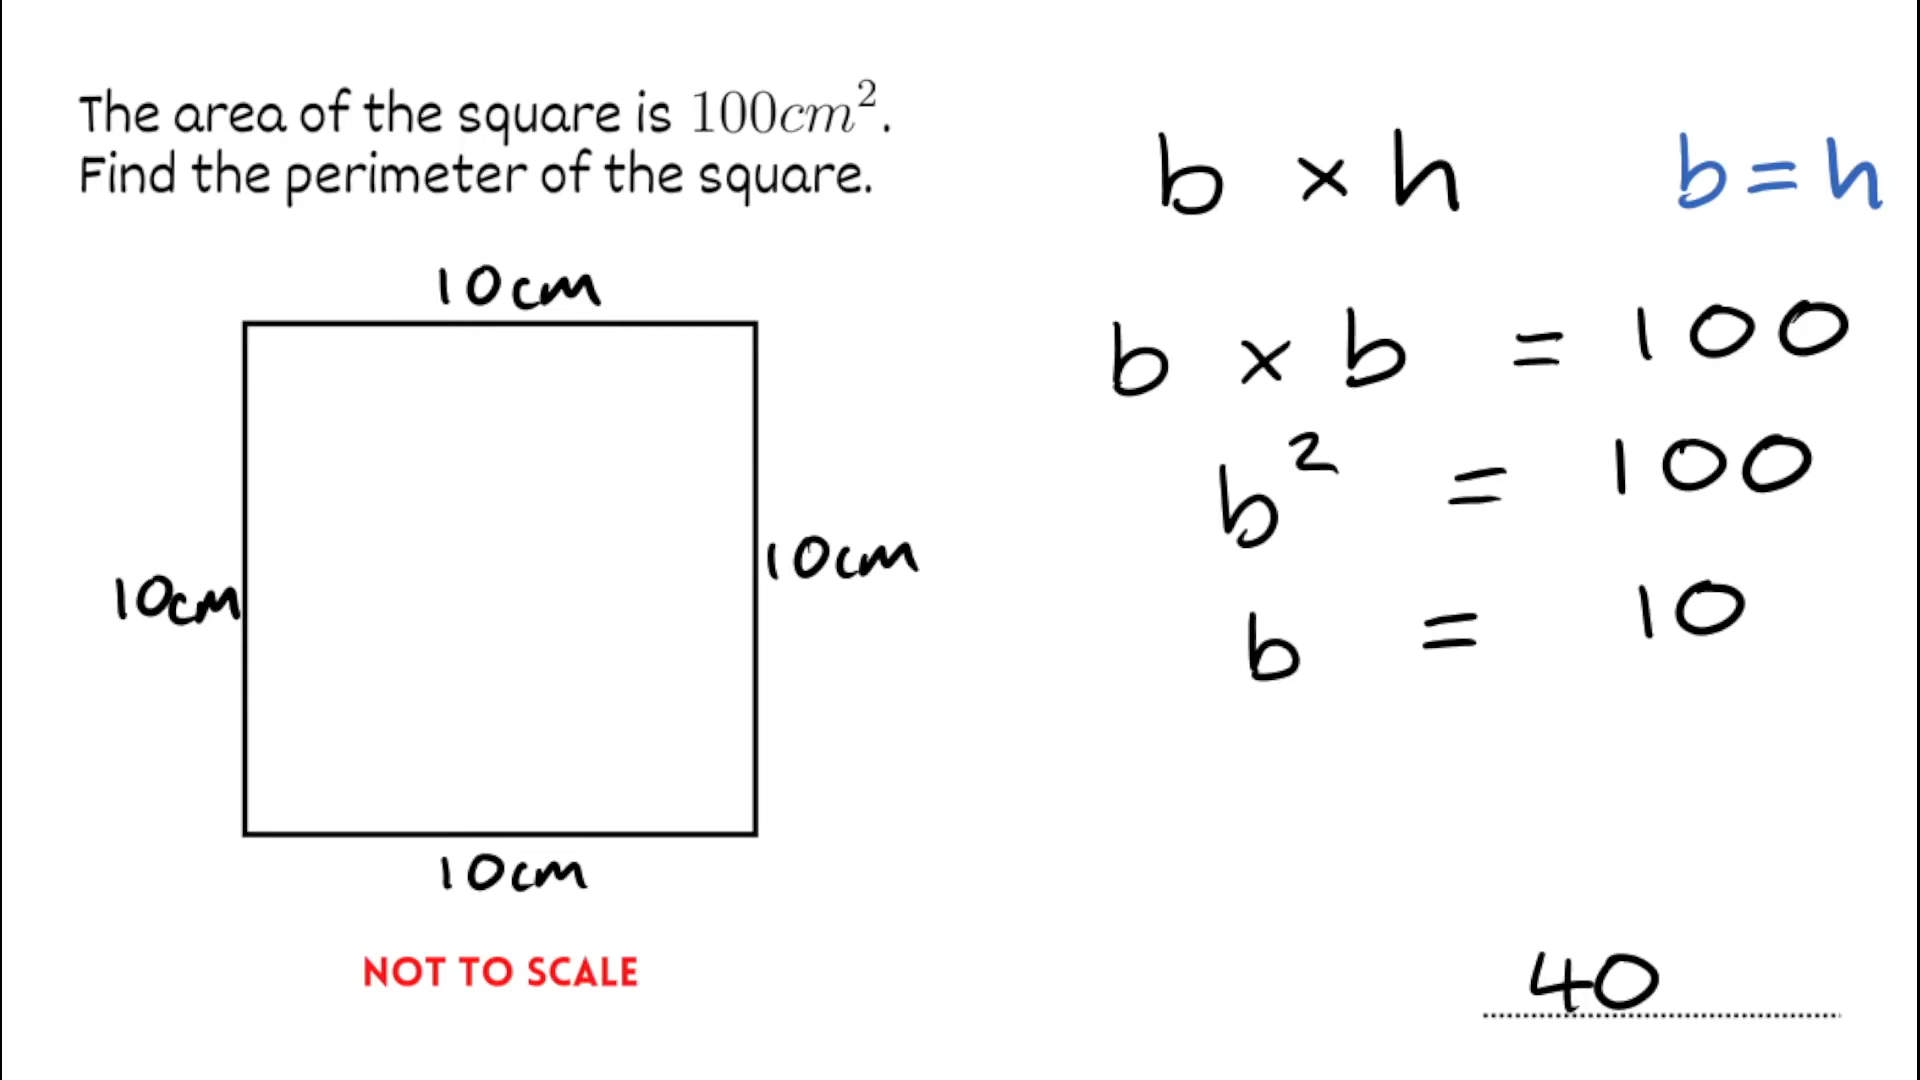 The area of the square is 100cm².
Find the perimeter of the square.
b × h
b = h
10cm
b × b = 100
b² = 100
10cm
10cm
b = 10
10cm
NOT TO SCALE
40